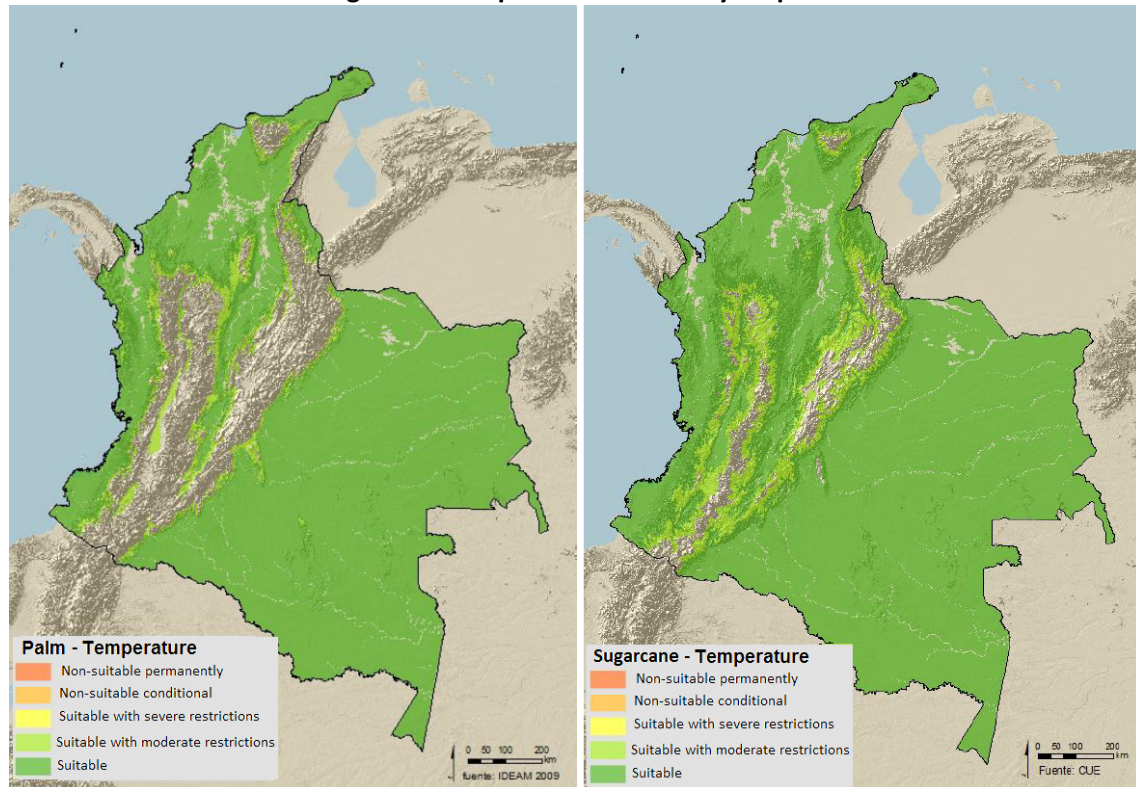 Palm - Temperature
Non-suitable permanently
Non-suitable conditional
Suitable with severe restrictions
Suitable with moderate restrictions
Suitable
0 50 100 200
km
fuente: IDEAM 2009
Sugarcane - Temperature
Non-suitable permanently
Non-suitable conditional
Suitable with severe restrictions
Suitable with moderate restrictions
Suitable
0 50 100 200
km
Fuente: CUE